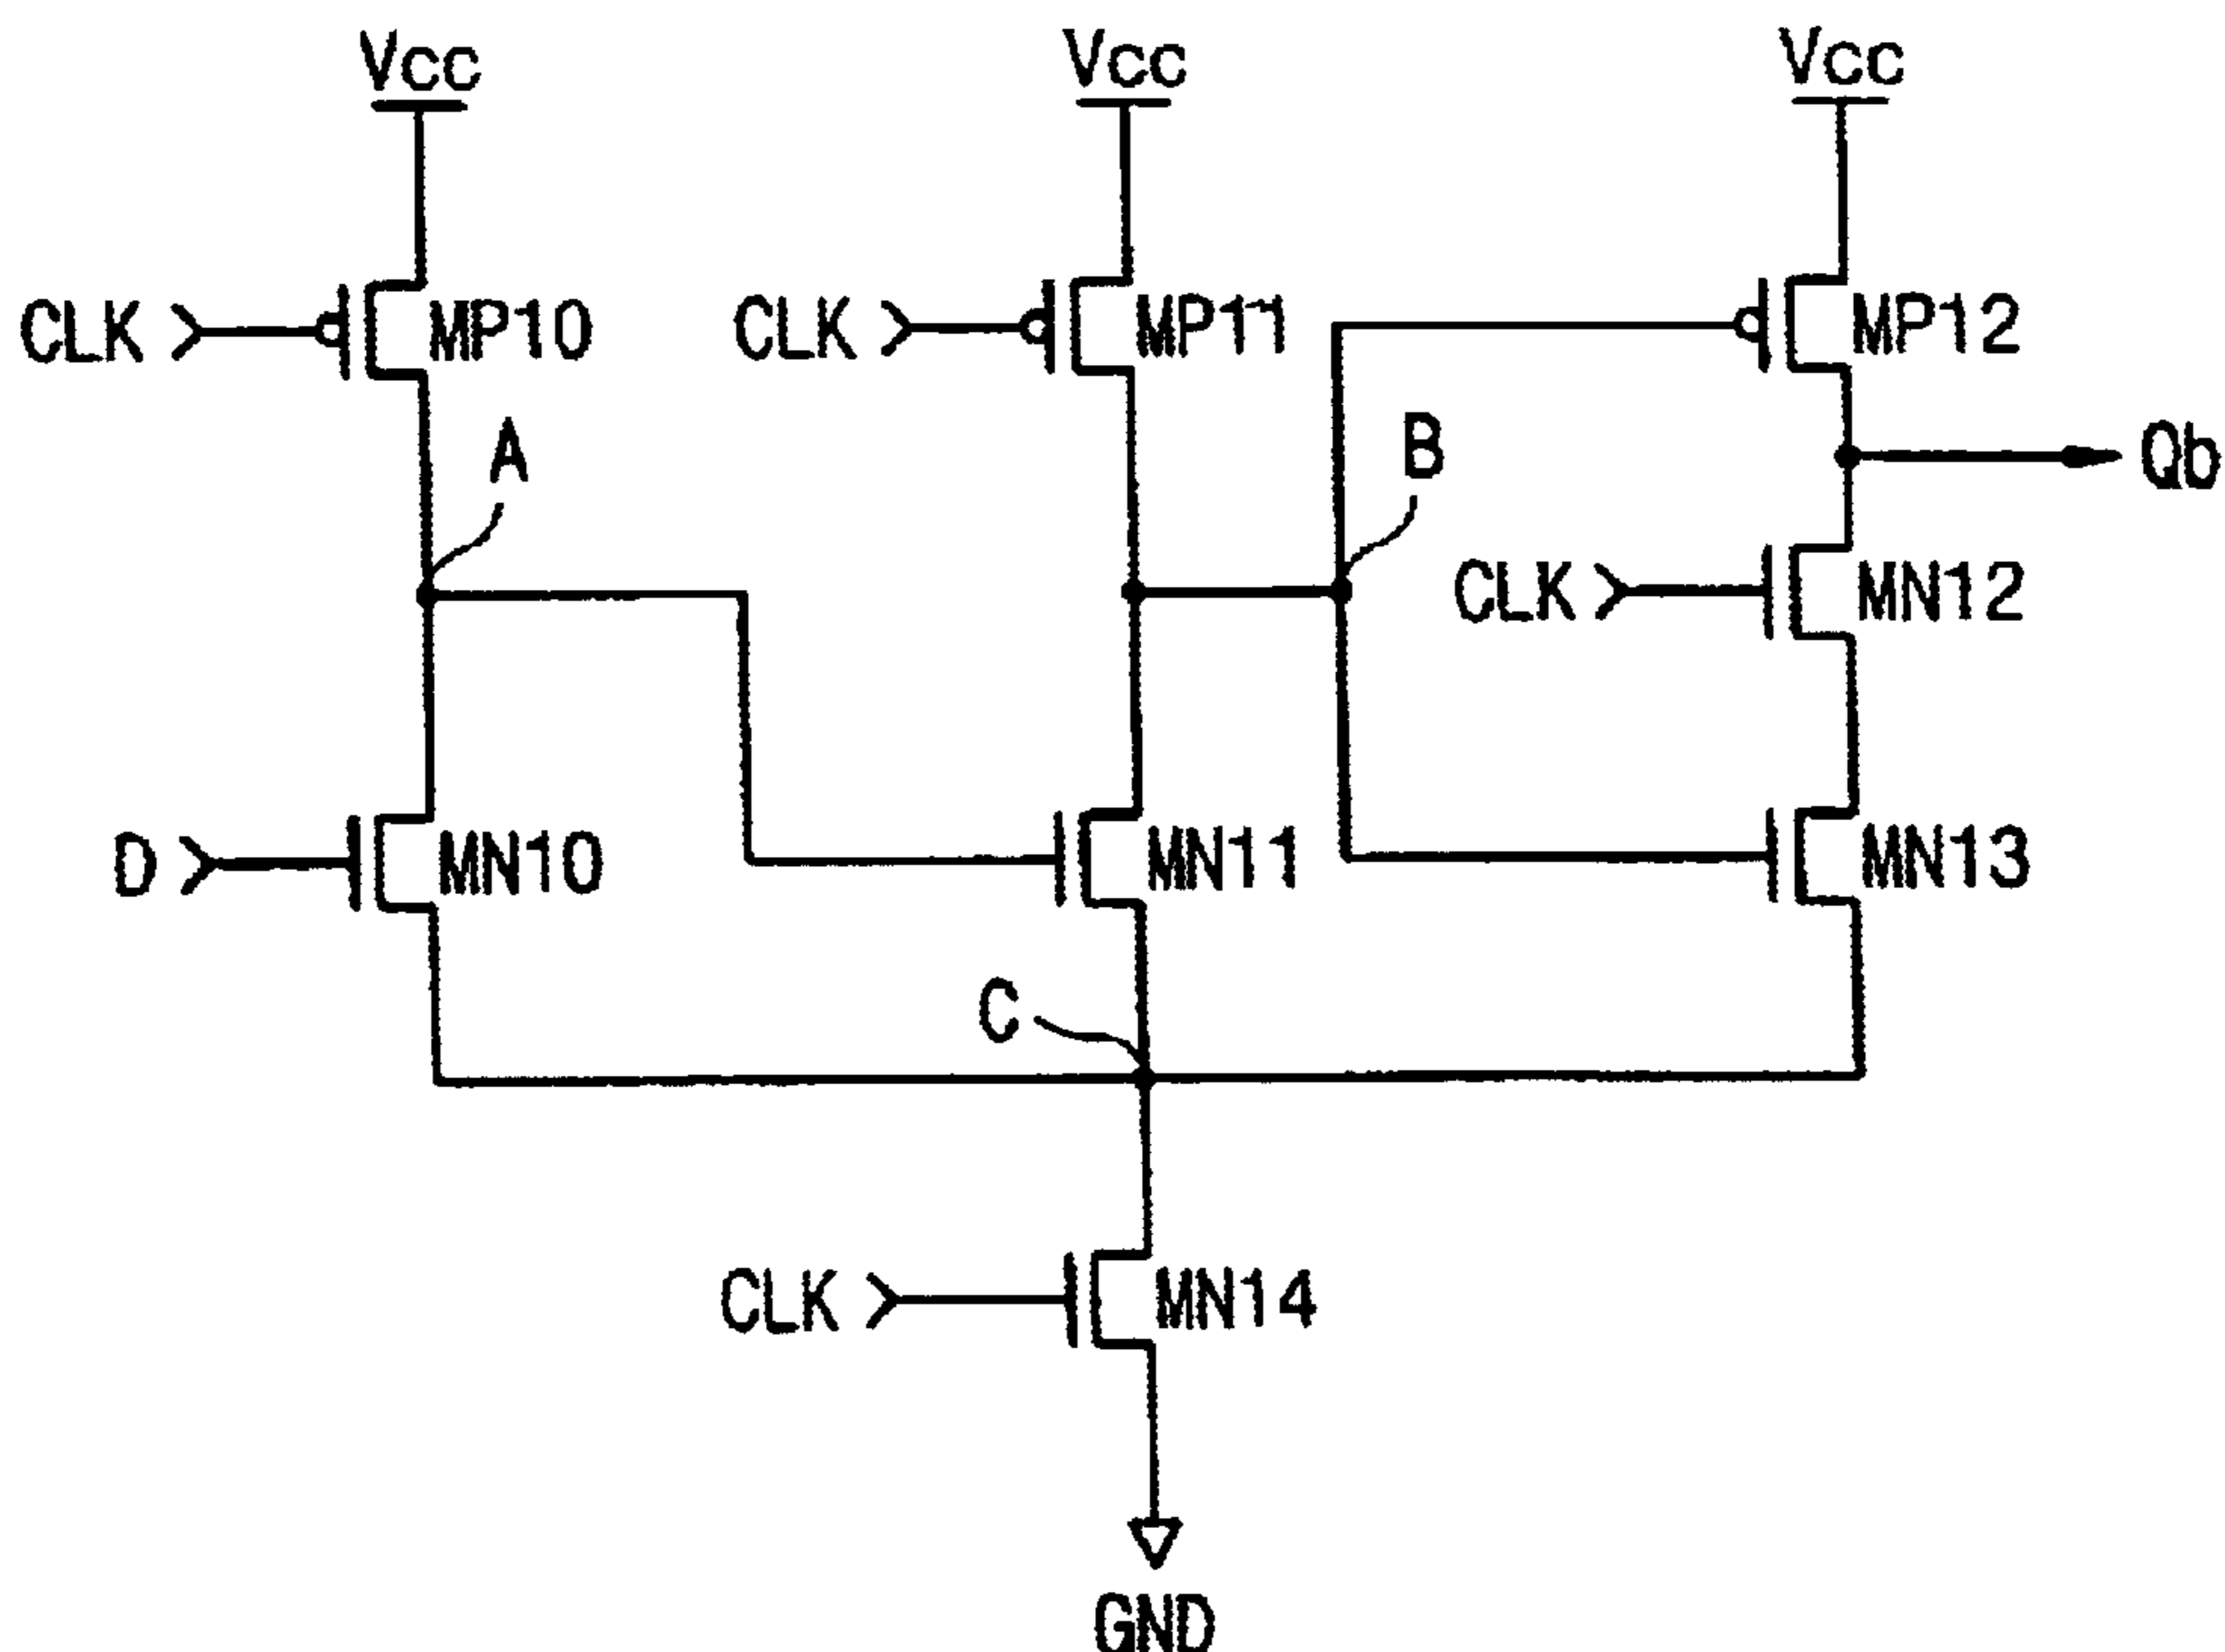 Vcc Vcc Vcc
CLK MP10 CLK MP11 MP12
A B Qb
CLK MN12
D MN10 MN11 MN13
C
CLK MN14
GND